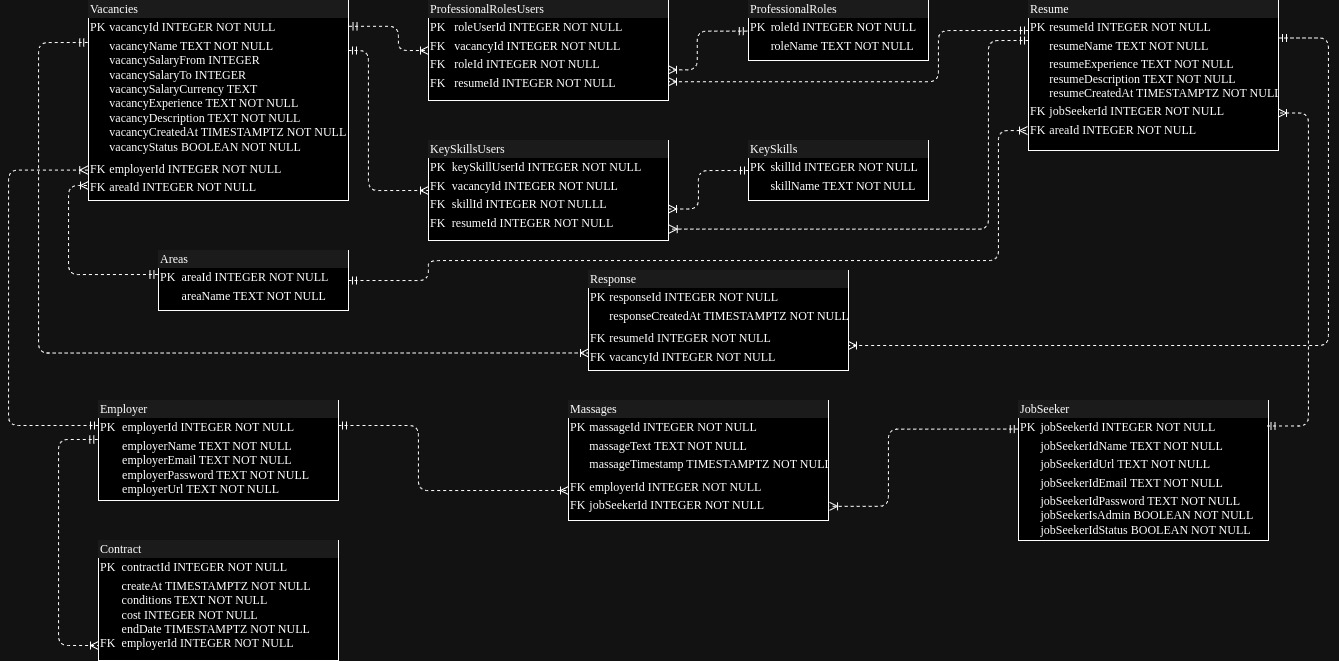 Vacancies
PK vacancyId INTEGER NOT NULL
vacancyName TEXT NOT NULL
vacancySalaryFrom INTEGER
vacancySalaryTo INTEGER
vacancySalaryCurrency TEXT
vacancyExperience TEXT NOT NULL
vacancyDescription TEXT NOT NULL
vacancyCreatedAt TIMESTAMPTZ NOT NULL
vacancyStatus BOOLEAN NOT NULL
FK employerId INTEGER NOT NULL
FK areaId INTEGER NOT NULL
ProfessionalRolesUsers
PK roleUserId INTEGER NOT NULL
FK vacancyId INTEGER NOT NULL
FK roleId INTEGER NOT NULL
FK resumeId INTEGER NOT NULL
ProfessionalRoles
PK roleId INTEGER NOT NULL
roleName TEXT NOT NULL
Resume
PK resumeId INTEGER NOT NULL
resumeName TEXT NOT NULL
resumeExperience TEXT NOT NULL
resumeDescription TEXT NOT NULL
resumeCreatedAt TIMESTAMPTZ NOT NULL
FK jobSeekerId INTEGER NOT NULL
FK areaId INTEGER NOT NULL
KeySkillsUsers
PK keySkillUserId INTEGER NOT NULL
FK vacancyId INTEGER NOT NULL
FK skillId INTEGER NOT NULLL
FK resumeId INTEGER NOT NULL
KeySkills
PK skillId INTEGER NOT NULL
skillName TEXT NOT NULL
Areas
PK areaId INTEGER NOT NULL
areaName TEXT NOT NULL
Response
PK responseId INTEGER NOT NULL
responseCreatedAt TIMESTAMPTZ NOT NULL
FK resumeId INTEGER NOT NULL
FK vacancyId INTEGER NOT NULL
Employer
PK employerId INTEGER NOT NULL
employerName TEXT NOT NULL
employerEmail TEXT NOT NULL
employerPassword TEXT NOT NULL
employerUrl TEXT NOT NULL
Massages
PK massageId INTEGER NOT NULL
massageText TEXT NOT NULL
massageTimestamp TIMESTAMPTZ NOT NULL
FK employerId INTEGER NOT NULL
FK jobSeekerId INTEGER NOT NULL
JobSeeker
PK jobSeekerId INTEGER NOT NULL
jobSeekerIdName TEXT NOT NULL
jobSeekerIdUrl TEXT NOT NULL
jobSeekerIdEmail TEXT NOT NULL
jobSeekerIdPassword TEXT NOT NULL
jobSeekerIsAdmin BOOLEAN NOT NULL
jobSeekerIdStatus BOOLEAN NOT NULL
Contract
PK contractId INTEGER NOT NULL
createAt TIMESTAMPTZ NOT NULL
conditions TEXT NOT NULL
cost INTEGER NOT NULL
endDate TIMESTAMPTZ NOT NULL
FK employerId INTEGER NOT NULL